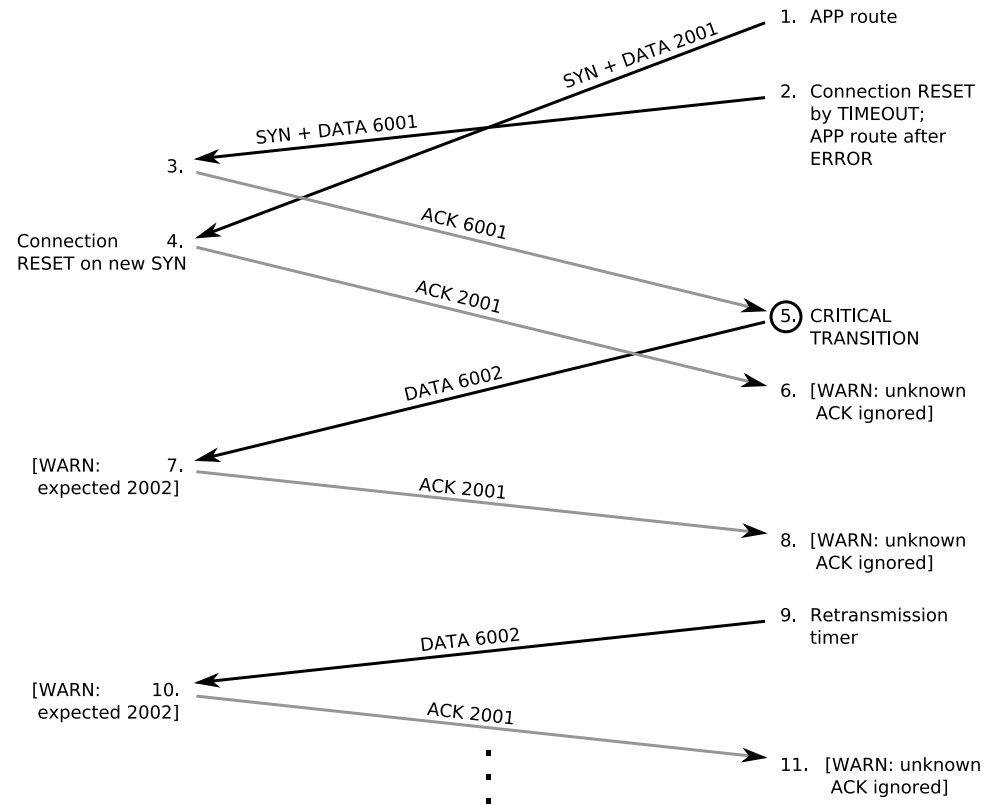 1. APP route
SYN + DATA 2001
2. Connection RESET
by TIMEOUT;
APP route after
ERROR
SYN + DATA 6001
3.
ACK 6001
Connection 4.
RESET on new SYN
ACK 2001
5. CRITICAL
TRANSITION
DATA 6002
6. [WARN: unknown
ACK ignored]
[WARN: 7.
expected 2002]
ACK 2001
8. [WARN: unknown
ACK ignored]
9. Retransmission
timer
DATA 6002
[WARN: 10.
expected 2002]
ACK 2001
11. [WARN: unknown
ACK ignored]